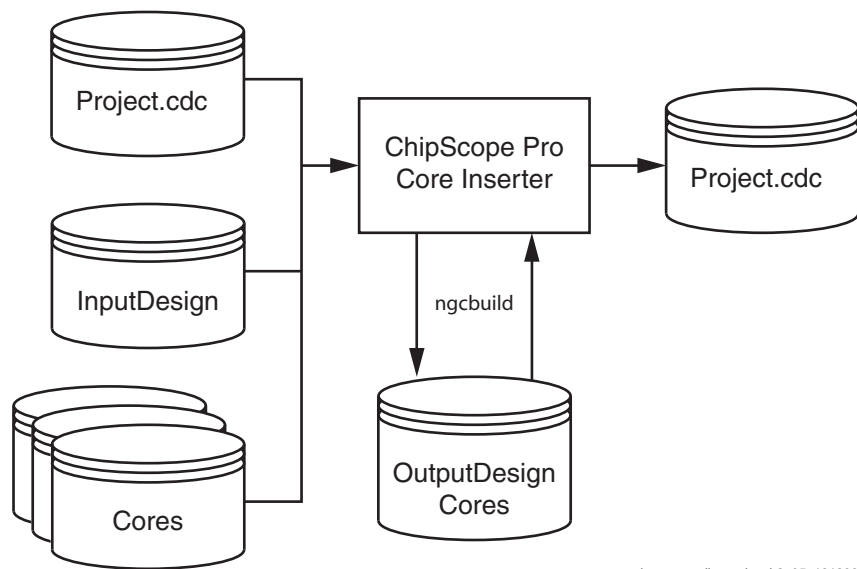 Project.cdc
ChipScope Pro
Core Inserter
Project.cdc
InputDesign
ngcbuild
OutputDesign
Cores
Cores